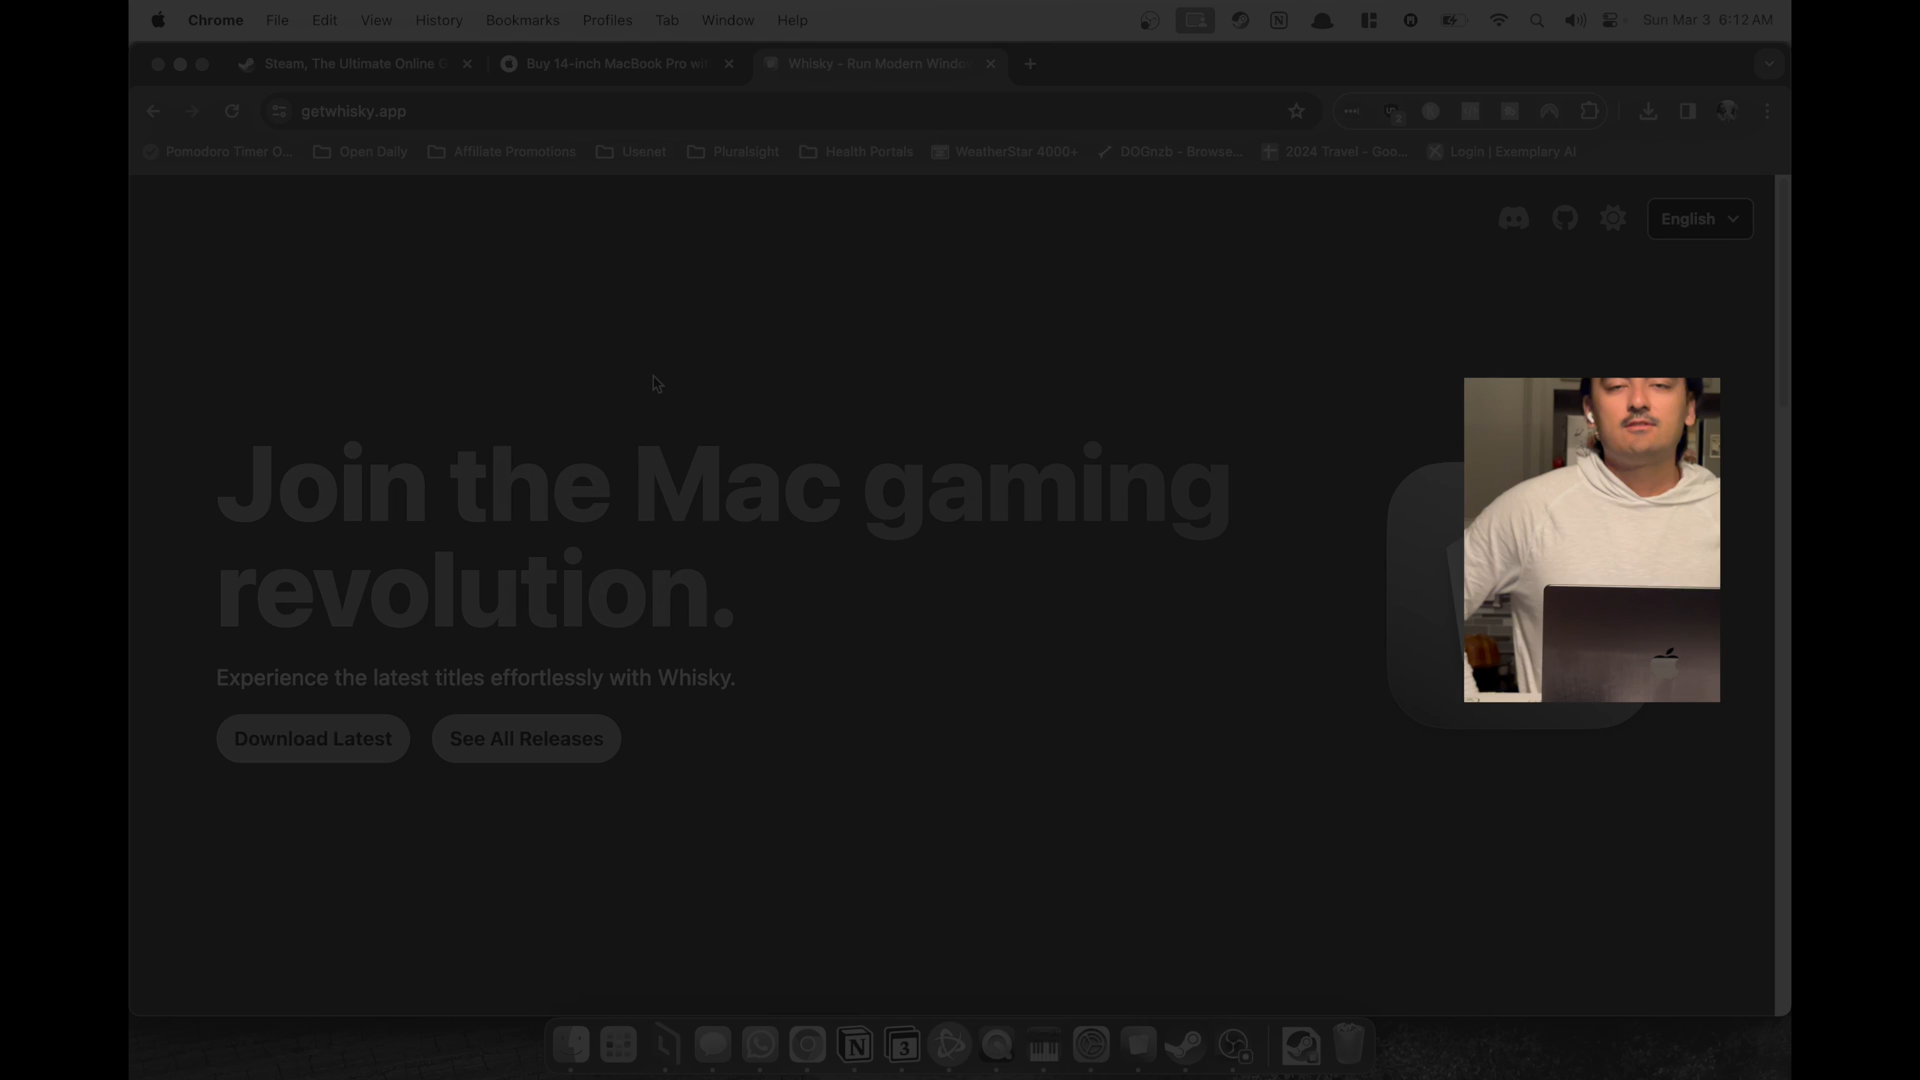 Chrome File Edit View History Bookmarks Profiles Tab Window Help Sun Mar 3 6:12 AM
Steam, The Ultimate Online G Buy 14-inch MacBook Pro wit Whisky - Run Modern Windo
getwhisky.app
2
Pomodoro Timer O... Open Daily Affiliate Promotions Usenet Pluralsight Health Portals WeatherStar 4000+ DOGnzb - Browse... 2024 Travel - Goo... Login | Exemplary AI
English
Join the Mac gaming
revolution.
Experience the latest titles effortlessly with Whisky.
Download Latest See All Releases
3